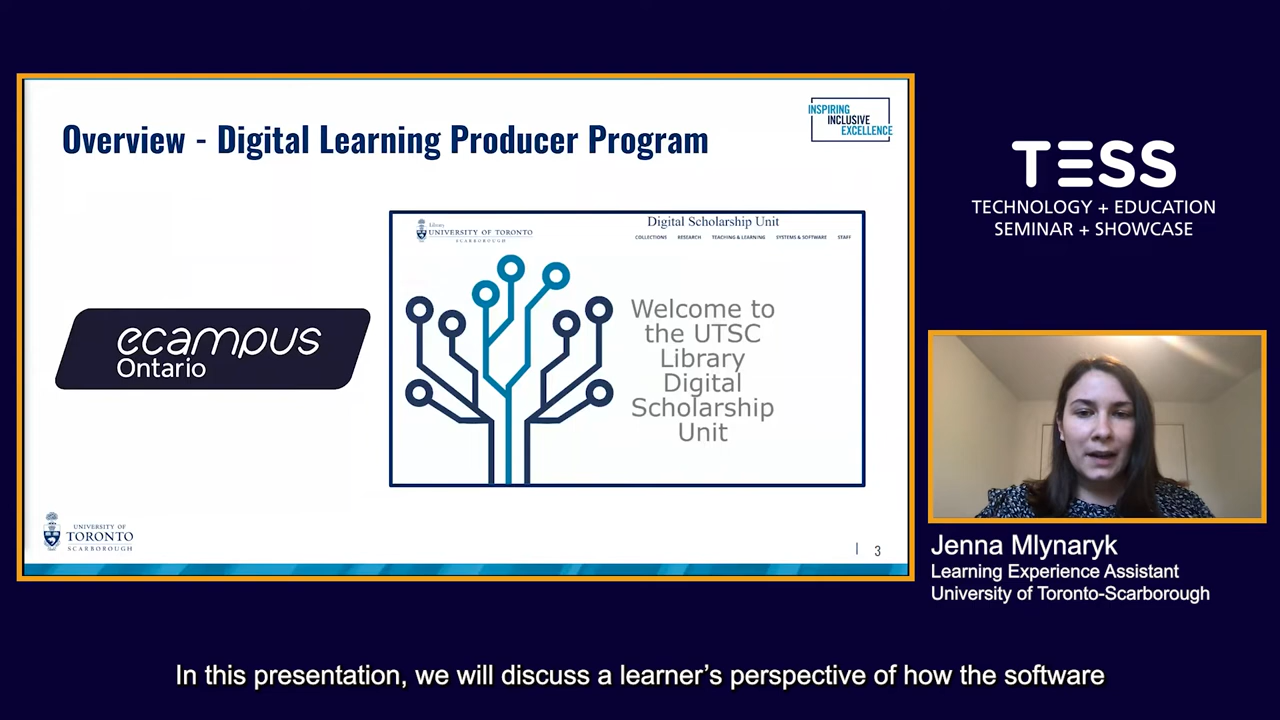 Overview - Digital Learning Producer Program
INSPIRING
INCLUSIVE
EXCELLENCE
Library
UNIVERSITY OF TORONTO
SCARBOROUGH
Digital Scholarship Unit
COLLECTIONS RESEARCH TEACHING & LEARNING SYSTEMS & SOFTWARE STAFF
ecampus
Ontario
Welcome to
the UTSC
Library
Digital
Scholarship
Unit
UNIVERSITY OF
TORONTO
SCARBOROUGH
3
TESS
TECHNOLOGY + EDUCATION
SEMINAR + SHOWCASE
Jenna Mlynaryk
Learning Experience Assistant
University of Toronto-Scarborough
In this presentation, we will discuss a learner’s perspective of how the software